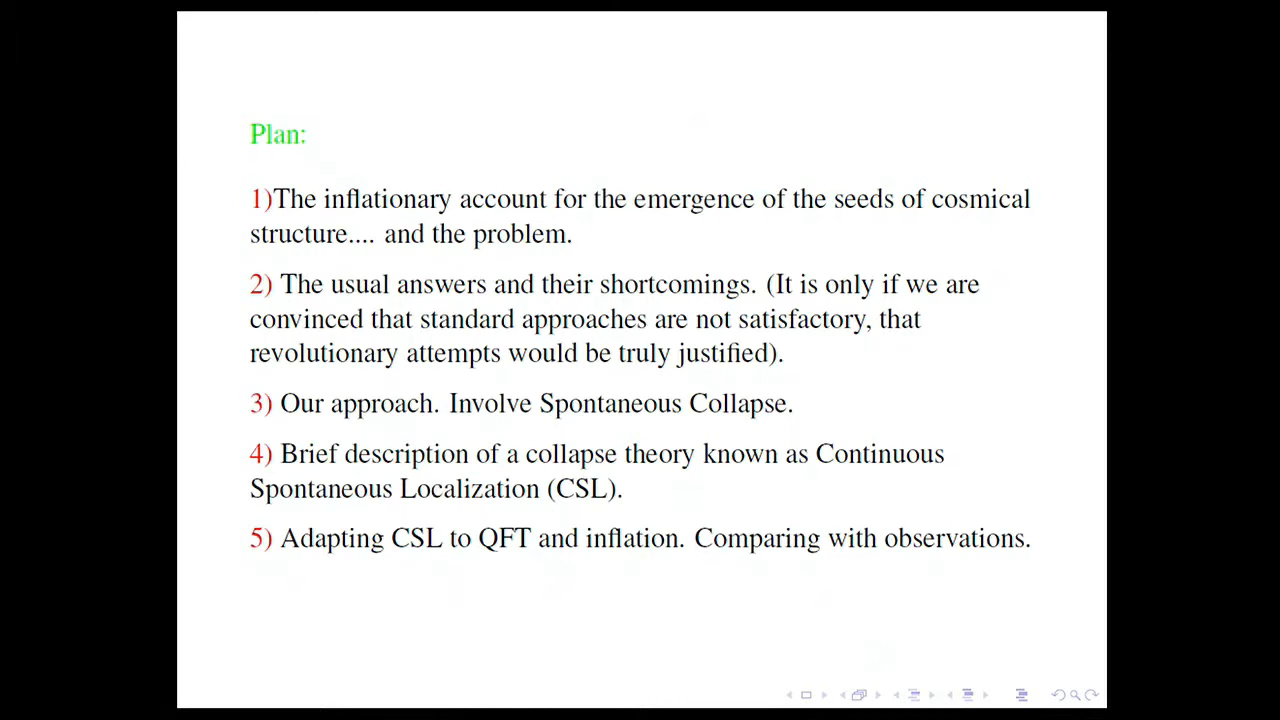 Plan:
1)The inflationary account for the emergence of the seeds of cosmical
structure.... and the problem.
2) The usual answers and their shortcomings. (It is only if we are
convinced that standard approaches are not satisfactory, that
revolutionary attempts would be truly justified).
3) Our approach. Involve Spontaneous Collapse.
4) Brief description of a collapse theory known as Continuous
Spontaneous Localization (CSL).
5) Adapting CSL to QFT and inflation. Comparing with observations.